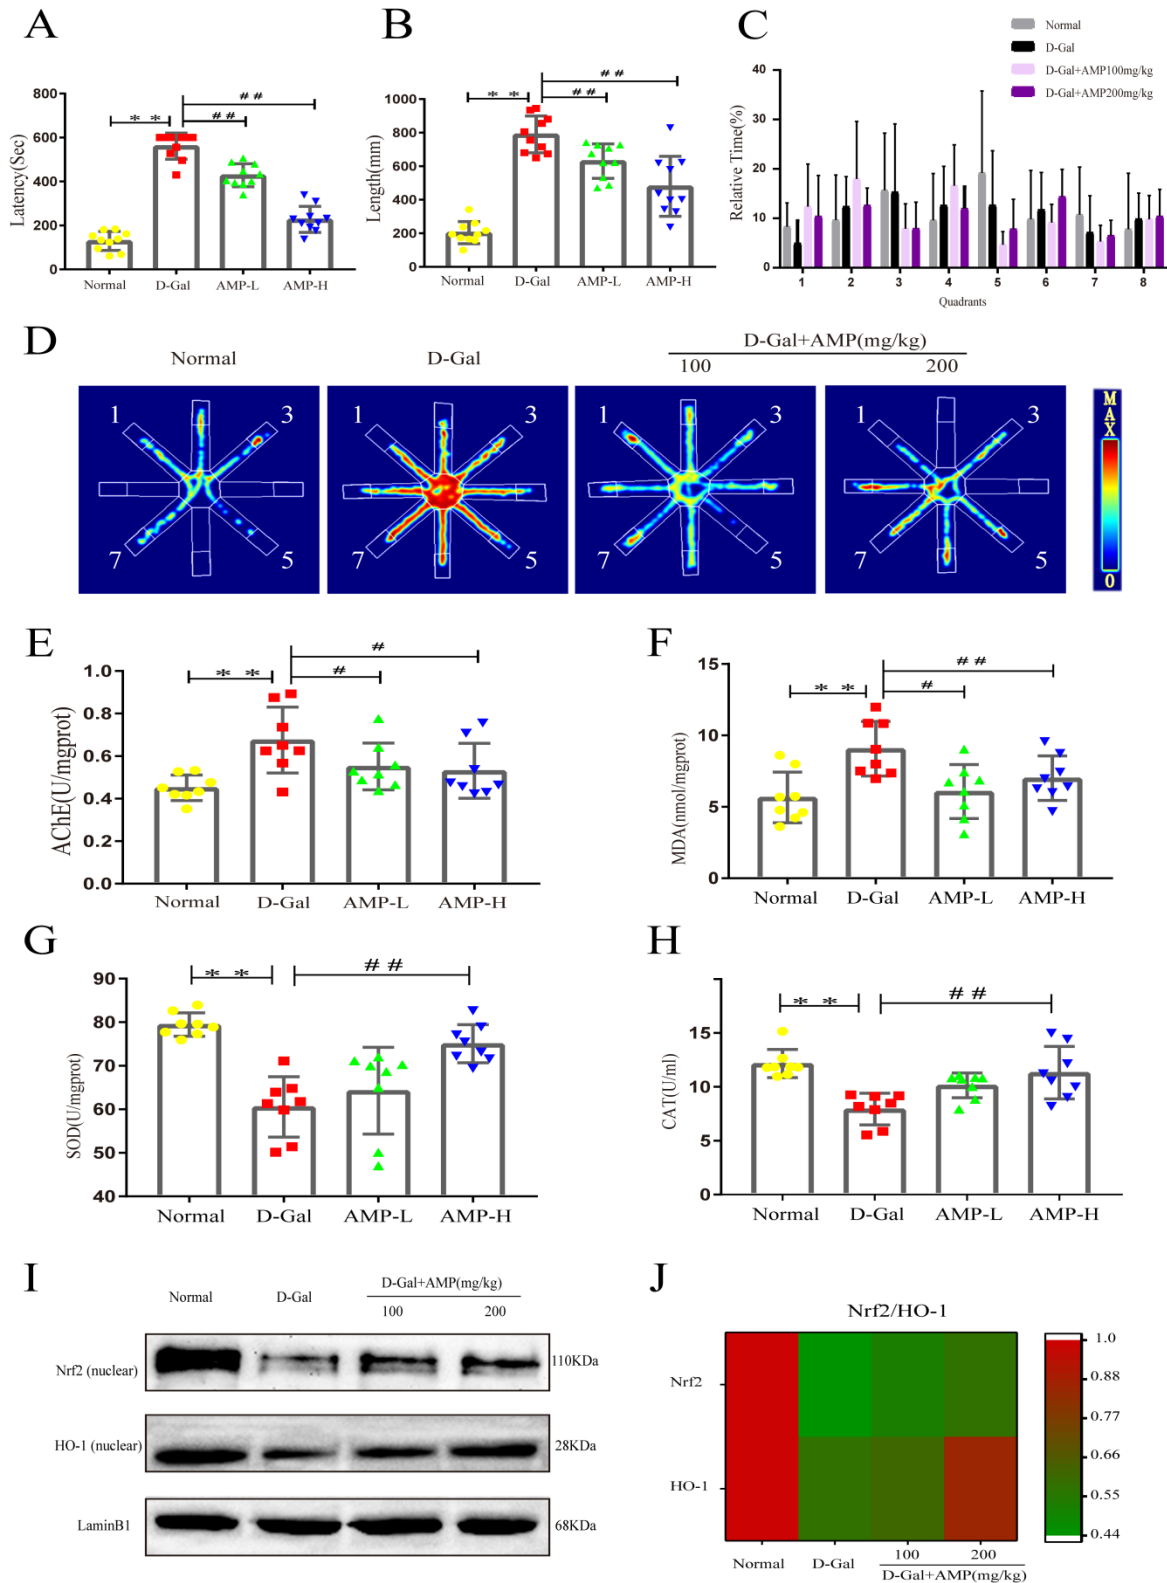 A
B
C
Normal
D-Gal
D-Gal+AMP100mg/kg
D-Gal+AMP200mg/kg
Latency(Sec)
800
600
400
200
0
* *
# #
# #
Normal D-Gal AMP-L AMP-H
Length(mm)
1000
800
600
400
200
0
* *
# #
# #
Normal D-Gal AMP-L AMP-H
Relative Time(%)
40
30
20
10
0
1 2 3 4 5 6 7 8
Quadrants
D
Normal
D-Gal
D-Gal+AMP(mg/kg)
100 200
1 3
7 5
1 3
7 5
1 3
7 5
1 3
7 5
MAX
0
E
AChE(U/mgprot)
1.0
0.8
0.6
0.4
0.2
0.0
* *
#
#
Normal D-Gal AMP-L AMP-H
F
MDA(nmol/mgprot)
15
10
5
0
* *
#
# #
Normal D-Gal AMP-L AMP-H
G
SOD(U/mgprot)
90
80
70
60
50
40
* *
# #
Normal D-Gal AMP-L AMP-H
H
CAT(U/ml)
15
10
5
0
* *
# #
Normal D-Gal AMP-L AMP-H
I
Normal D-Gal
D-Gal+AMP(mg/kg)
100 200
Nrf2 (nuclear) 110KDa
HO-1 (nuclear) 28KDa
LaminB1 68KDa
J
Nrf2/HO-1
Nrf2
HO-1
1.0
0.88
0.77
0.66
0.55
0.44
Normal D-Gal 100 200
D-Gal+AMP(mg/kg)